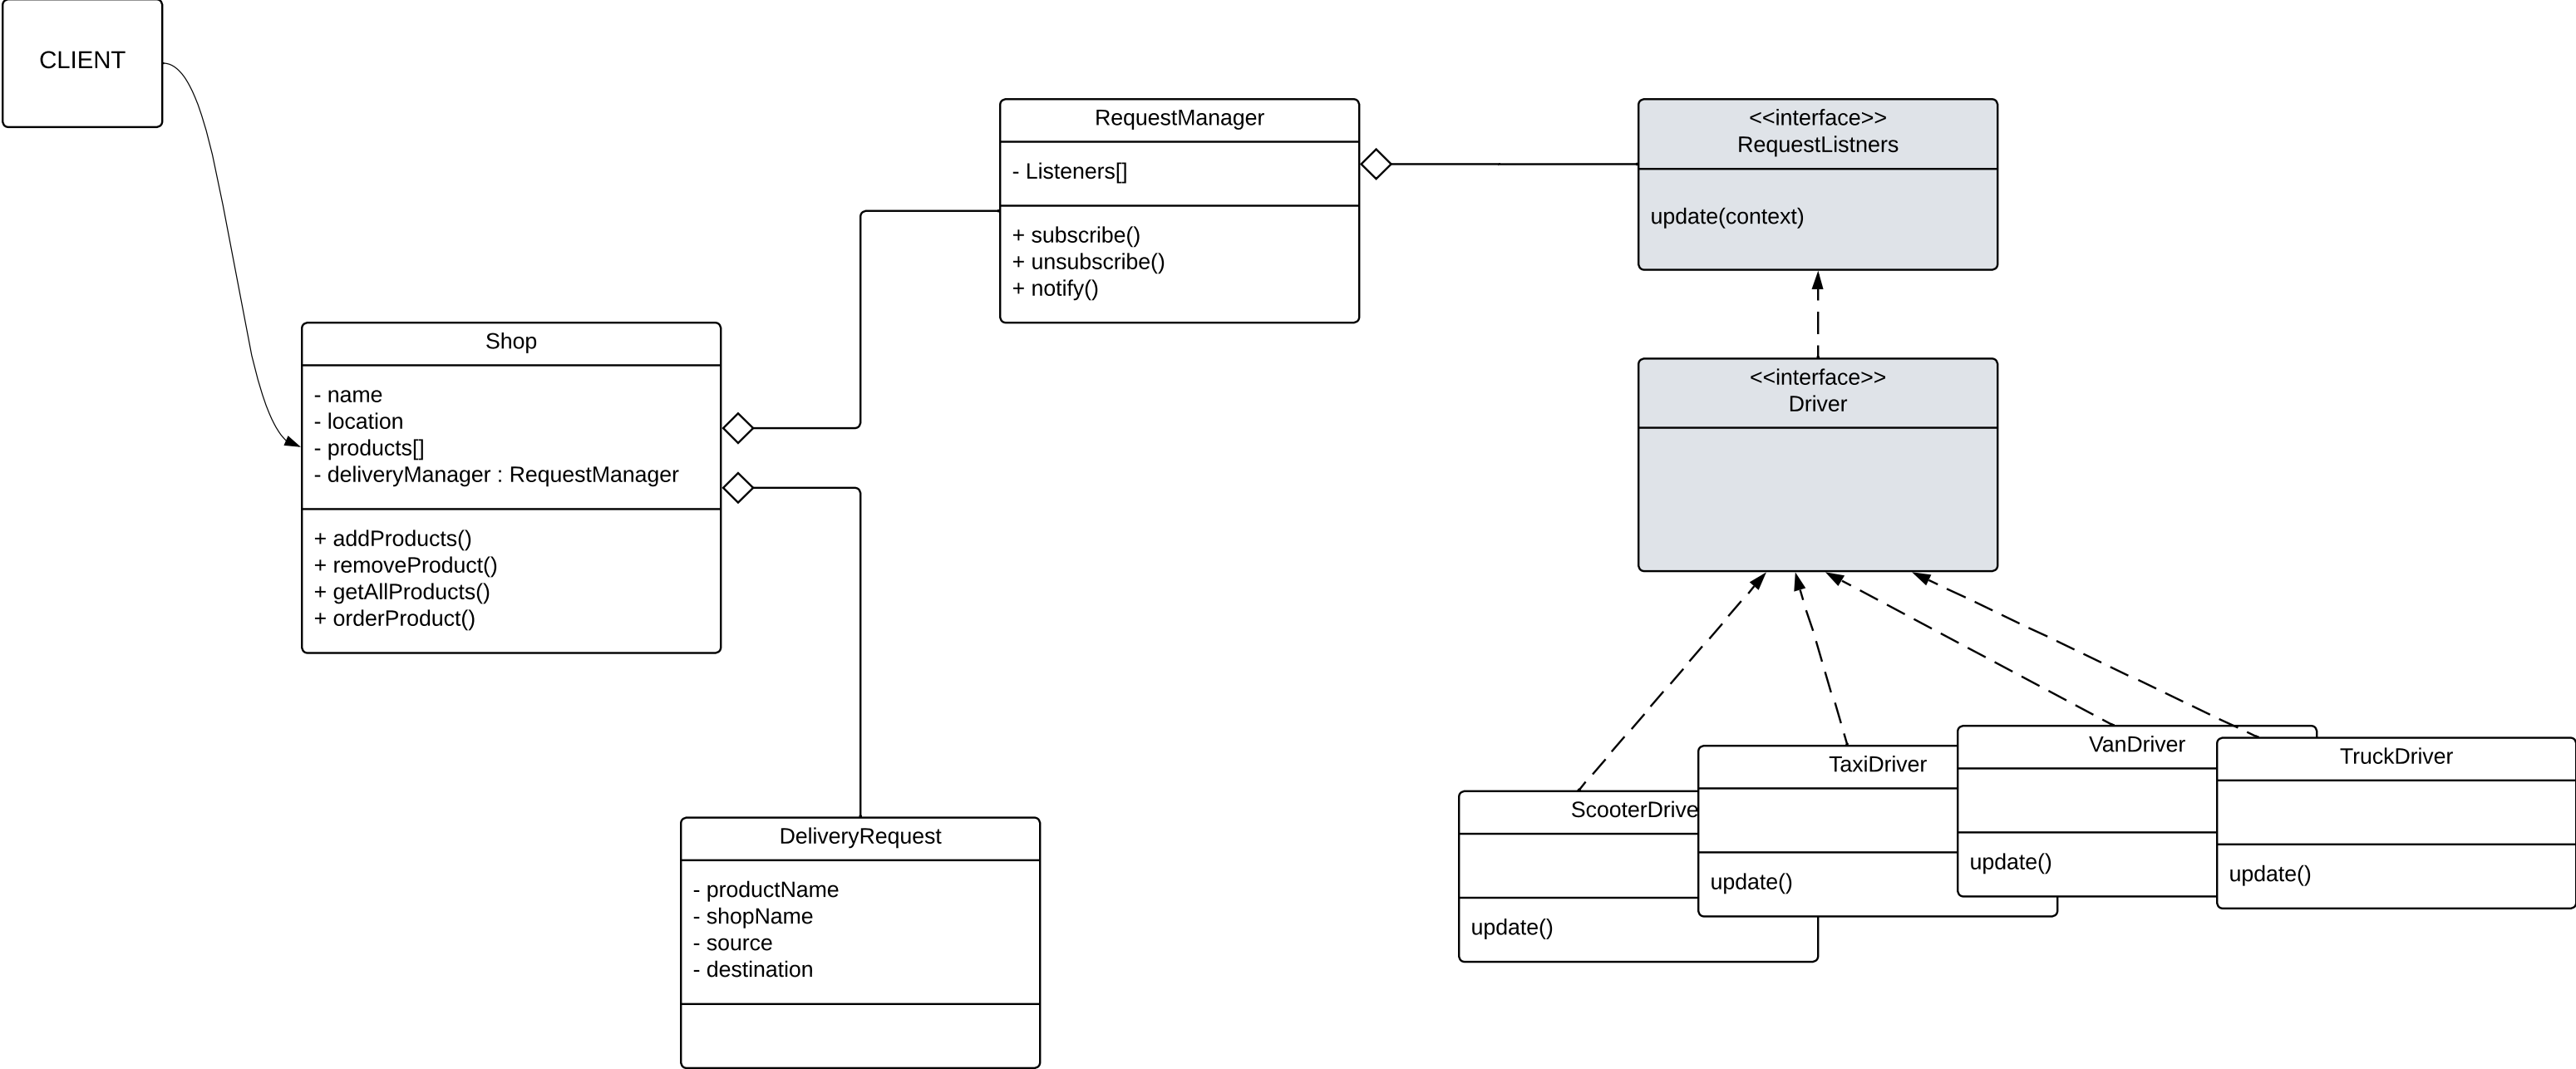 CLIENT
Shop
- name
- location
- products[]
- deliveryManager : RequestManager
+ addProducts()
+ removeProduct()
+ getAllProducts()
+ orderProduct()
RequestManager
- Listeners[]
+ subscribe()
+ unsubscribe()
+ notify()
<<interface>>
RequestListners
update(context)
<<interface>>
Driver
DeliveryRequest
- productName
- shopName
- source
- destination
ScooterDrive
update()
TaxiDriver
update()
VanDriver
update()
TruckDriver
update()